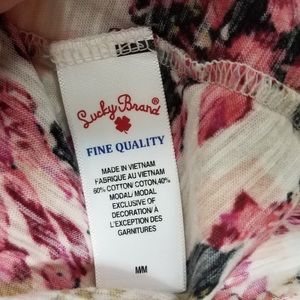 Lucky Brand®
FINE QUALITY
MADE IN VIETNAM
FABRIQUE AU VIETNAM
60% COTTON/ COTON,40%
MODAL/ MODAL
EXCLUSIVE OF
DECORATION/ À
L'EXCEPTION DES
GARNITURES
M/M